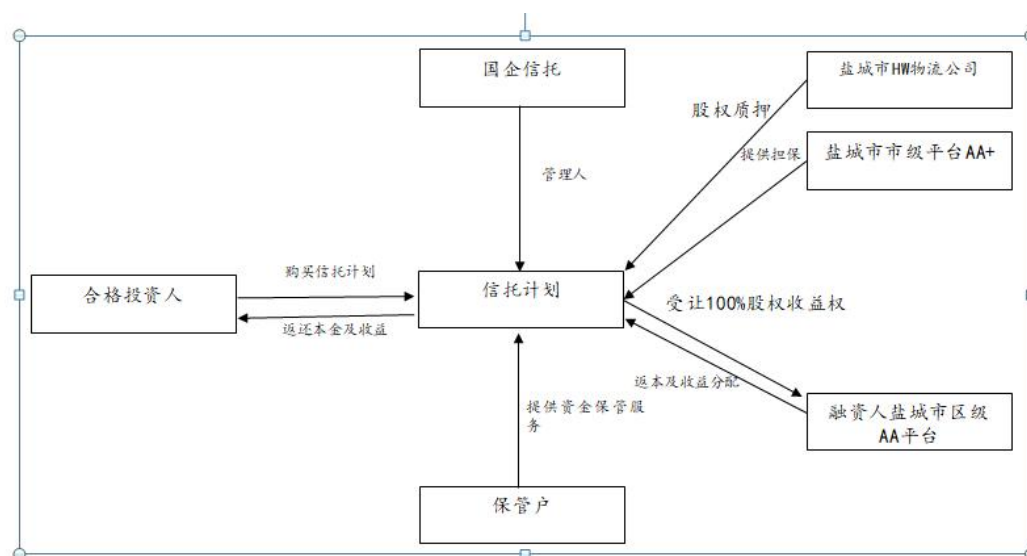 国企信托
盐城市HW物流公司
股权质押
提供担保
盐城市市级平台AA+
管理人
购买信托计划
合格投资人
信托计划
受让100%股权收益权
返还本金及收益
返本及收益分配
提供资金保管服
务
融资人盐城市区级
AA平台
保管户